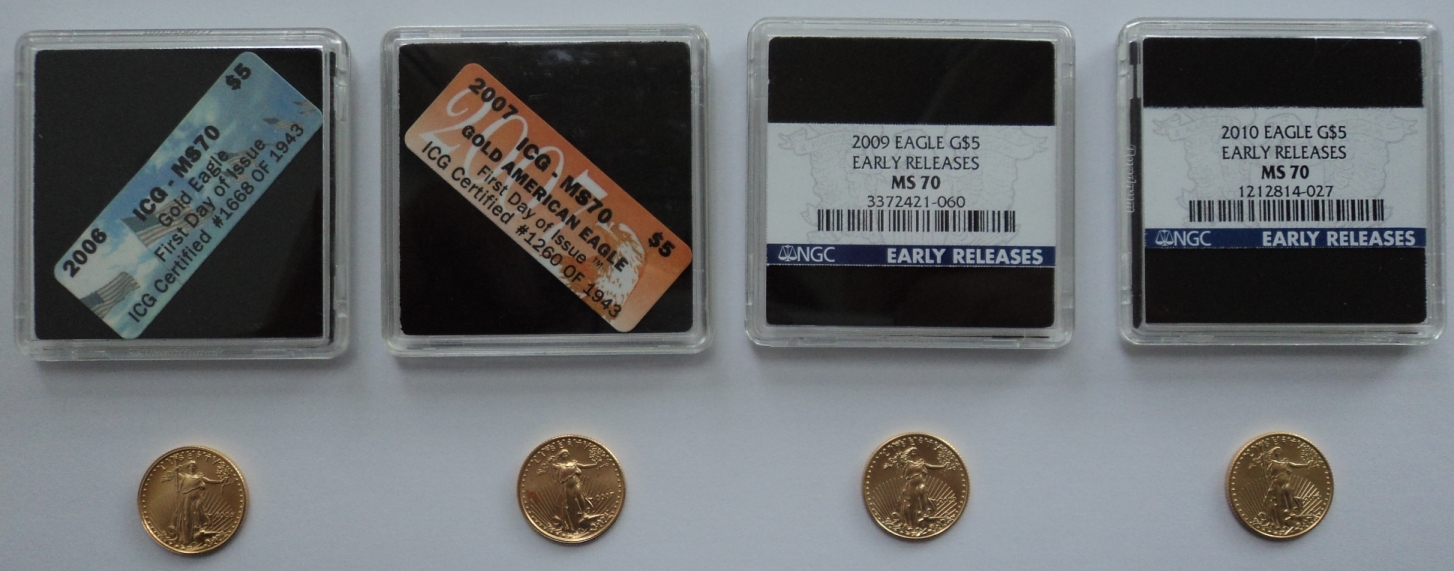 $5
ICG - MS70
Gold Eagle
2006 First Day of Issue
ICG Certified #1668 OF 1943
2007
ICG - MS70
GOLD AMERICAN EAGLE
First Day of Issue ™
$5
ICG Certified #1260 OF 1943
2009 EAGLE G$5
EARLY RELEASES
MS 70
3372421-060
NGC EARLY RELEASES
2010 EAGLE G$5
EARLY RELEASES
MS 70
1212814-027
NGC EARLY RELEASES
2007